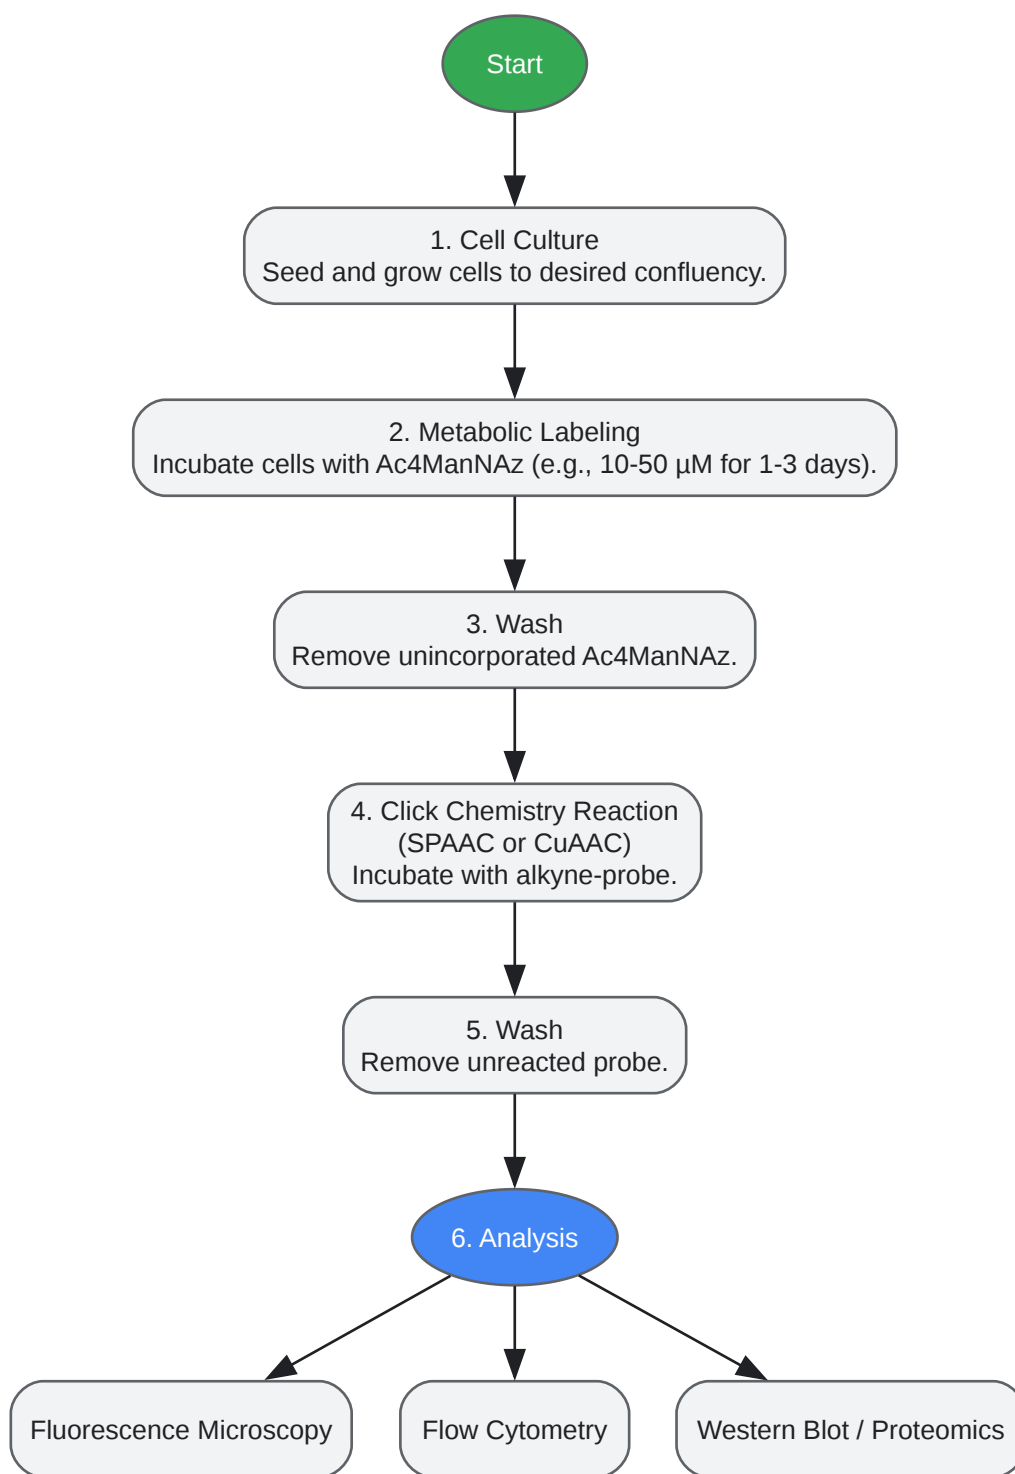 Start
1. Cell Culture
Seed and grow cells to desired confluency.
2. Metabolic Labeling
Incubate cells with Ac4ManNAz (e.g., 10-50 µM for 1-3 days).
3. Wash
Remove unincorporated Ac4ManNAz.
4. Click Chemistry Reaction
(SPAAC or CuAAC)
Incubate with alkyne-probe.
5. Wash
Remove unreacted probe.
6. Analysis
Fluorescence Microscopy
Flow Cytometry
Western Blot / Proteomics